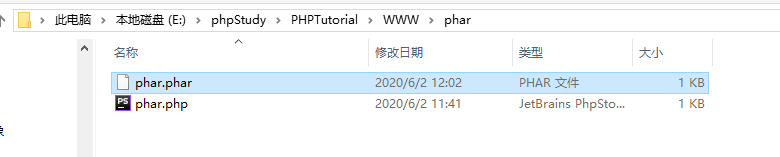 此电脑 > 本地磁盘 (E:) > phpStudy > PHPTutorial > WWW > phar
名称 修改日期 类型 大小
phar.phar 2020/6/2 12:02 PHAR 文件 1 KB
PS phar.php 2020/6/2 11:41 JetBrains PhpSto... 1 KB